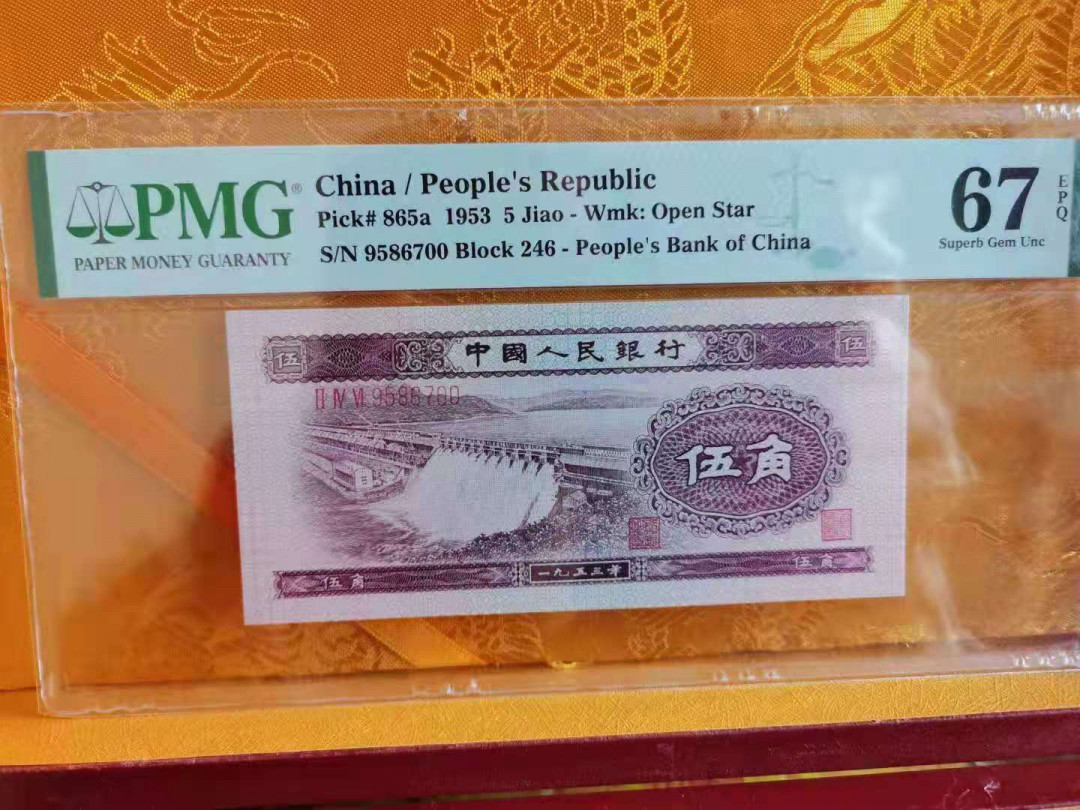 PMG®
PAPER MONEY GUARANTY
China / People's Republic
Pick# 865a 1953 5 Jiao - Wmk: Open Star
S/N 9586700 Block 246 - People's Bank of China
67
EPQ
Superb Gem Unc
伍 中國人民銀行 伍
II IV VI 9586700
伍角
伍角 一九五三年 伍角